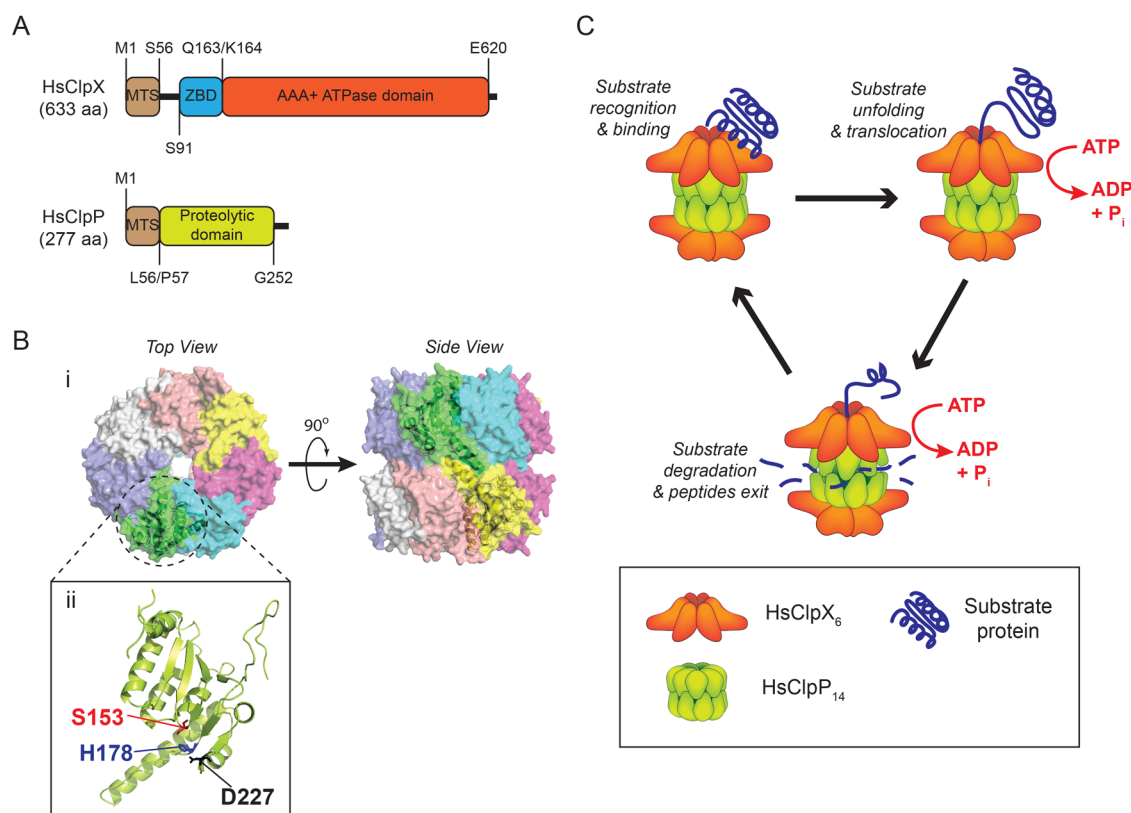 A
M1 S56 Q163/K164 E620
HsClpX
(633 aa)
MTS ZBD AAA+ ATPase domain
S91
M1
HsClpP
(277 aa)
MTS Proteolytic
domain
L56/P57 G252
B
Top View Side View
i
90°
ii
S153
H178
D227
C
Substrate
recognition
& binding
Substrate
unfolding
& translocation
ATP
ADP
+ Pi
Substrate
degradation
& peptides exit
ATP
ADP
+ Pi
HsClpX6
Substrate
protein
HsClpP14